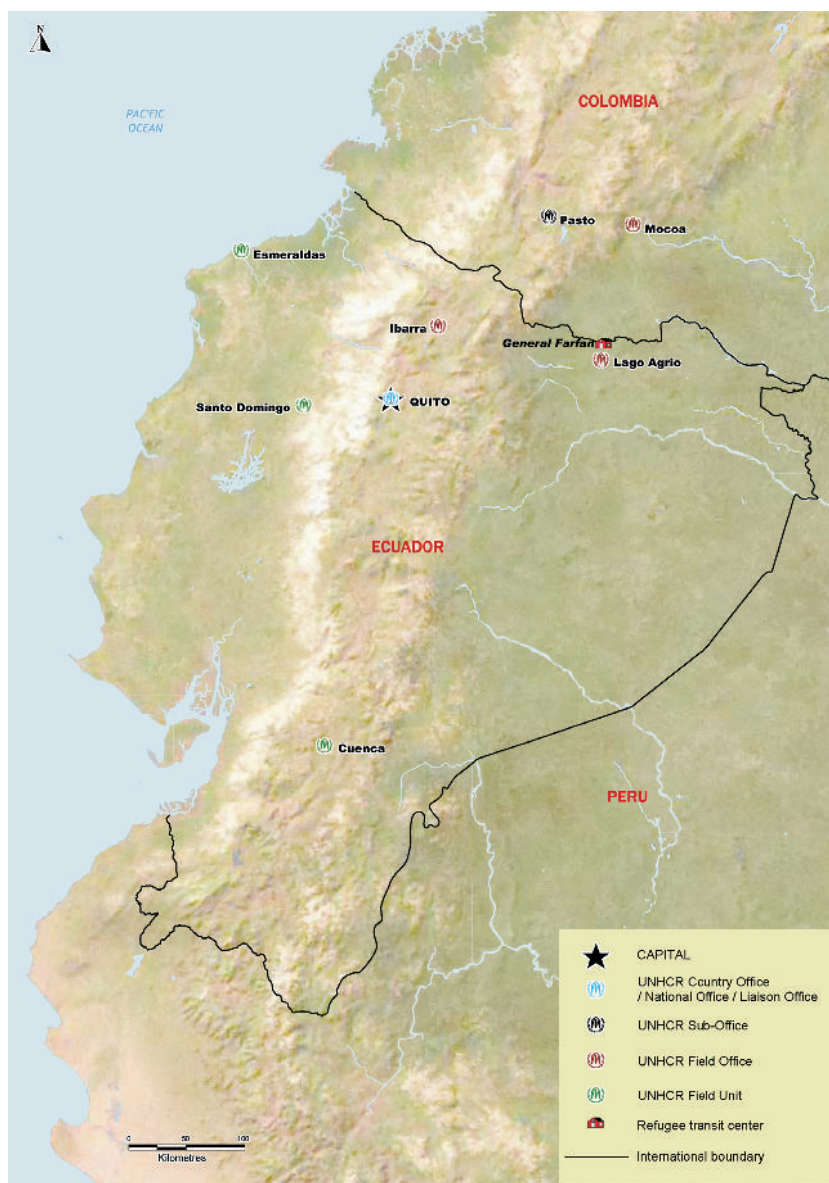 N
PACIFIC
OCEAN
COLOMBIA
Pasto
Mocoa
Esmeraldas
Ibarra
General Farfan
Lago Agrio
Santo Domingo
QUITO
ECUADOR
Cuenca
PERU
CAPITAL
UNHCR Country Office
/ National Office / Liaison Office
UNHCR Sub-Office
UNHCR Field Office
UNHCR Field Unit
Refugee transit center
International boundary
0 50 100
Kilometres